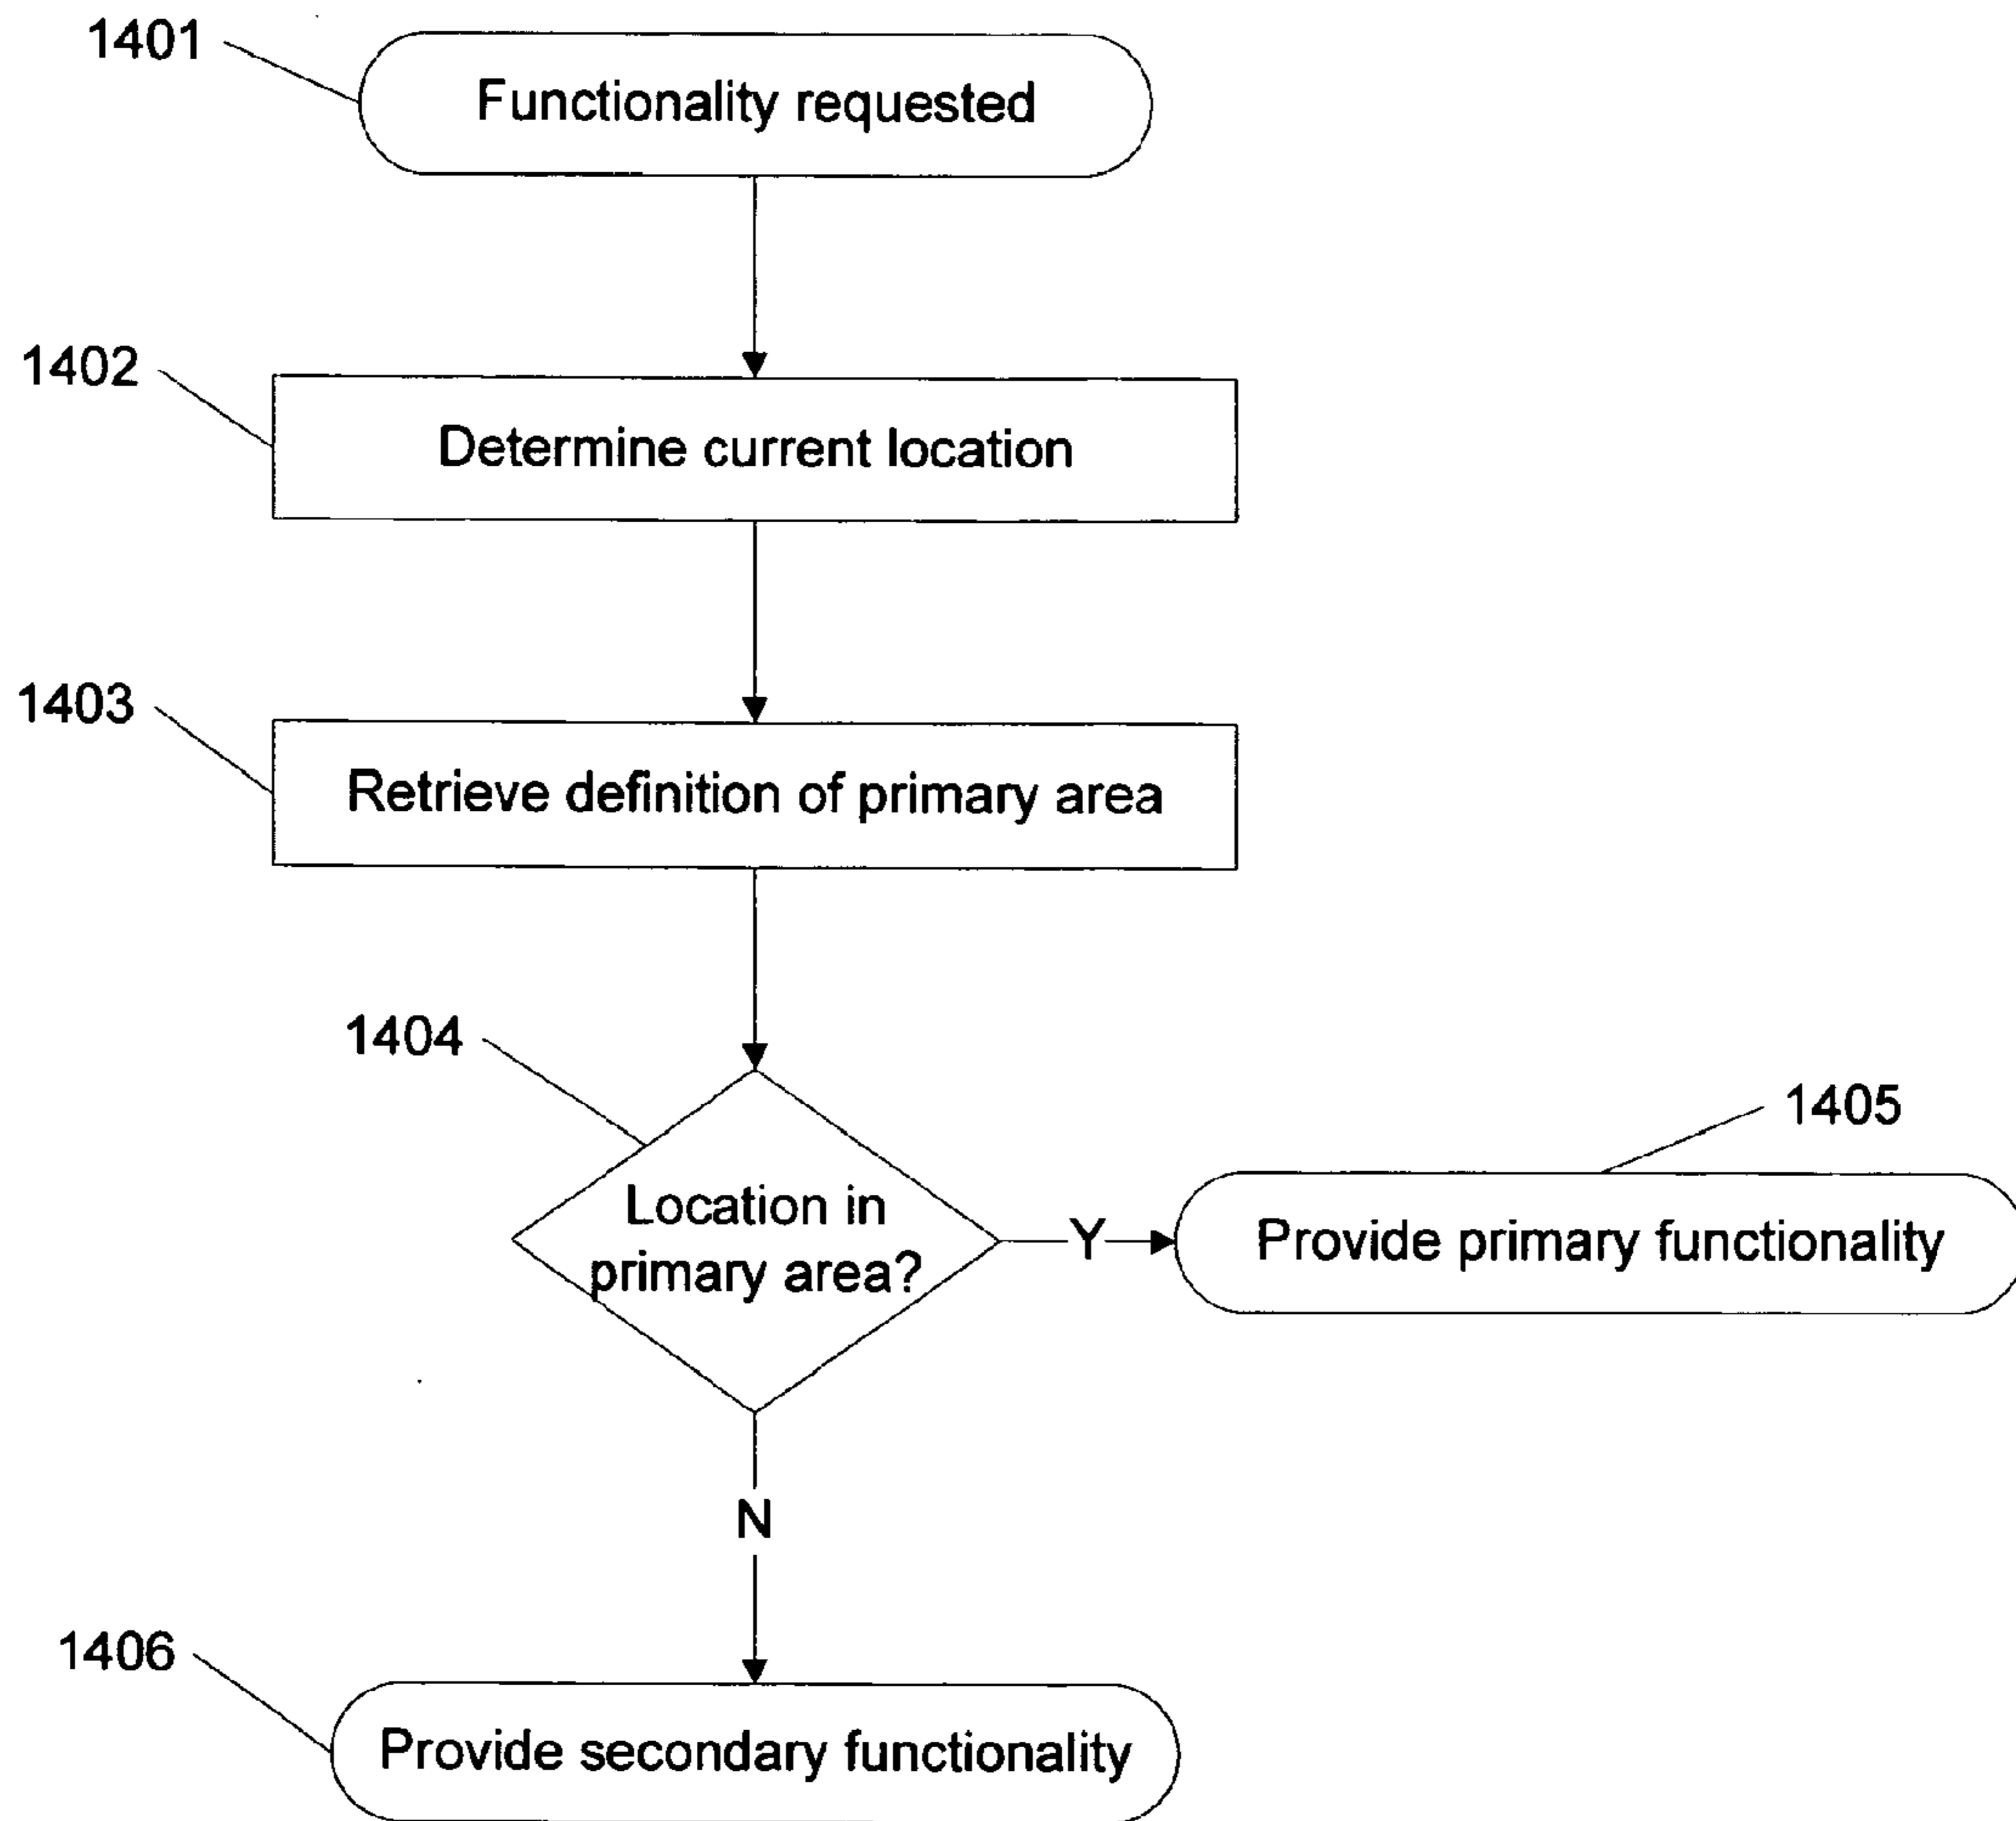 1401
Functionality requested
1402
Determine current location
1403
Retrieve definition of primary area
1404
Location in
primary area?
Y
1405
Provide primary functionality
N
1406
Provide secondary functionality